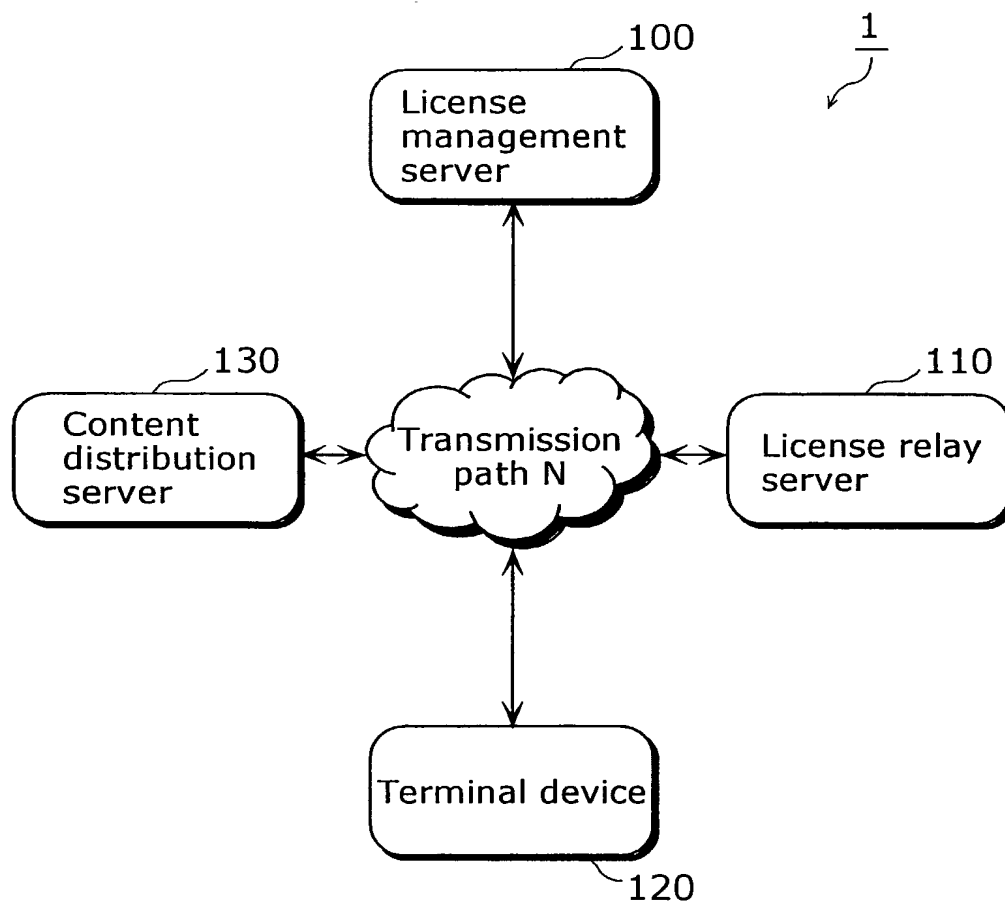 1
100
License
management
server
130
Content
distribution
server
Transmission
path N
110
License relay
server
Terminal device
120